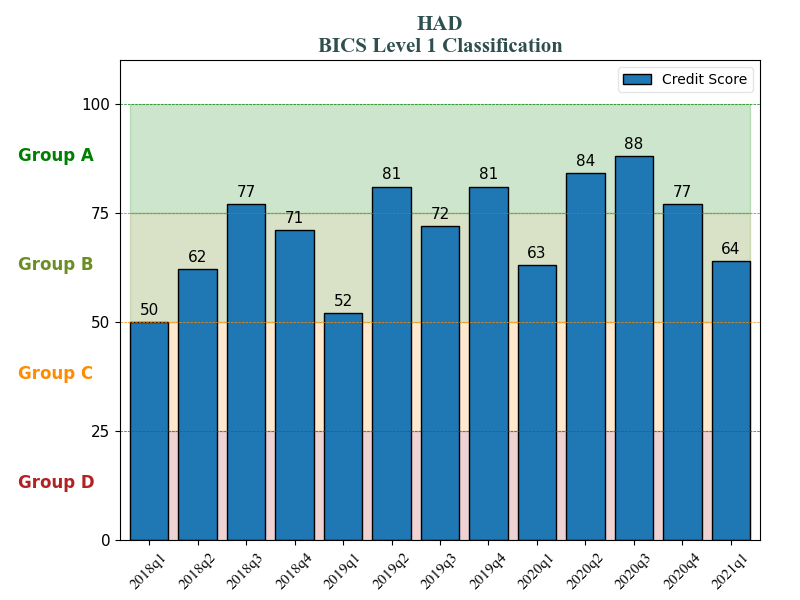 HAD
BICS Level 1 Classification
Credit Score
100
75
50
25
0
Group A
Group B
Group C
Group D
50
62
77
71
52
81
72
81
63
84
88
77
64
2018q1
2018q2
2018q3
2018q4
2019q1
2019q2
2019q3
2019q4
2020q1
2020q2
2020q3
2020q4
2021q1